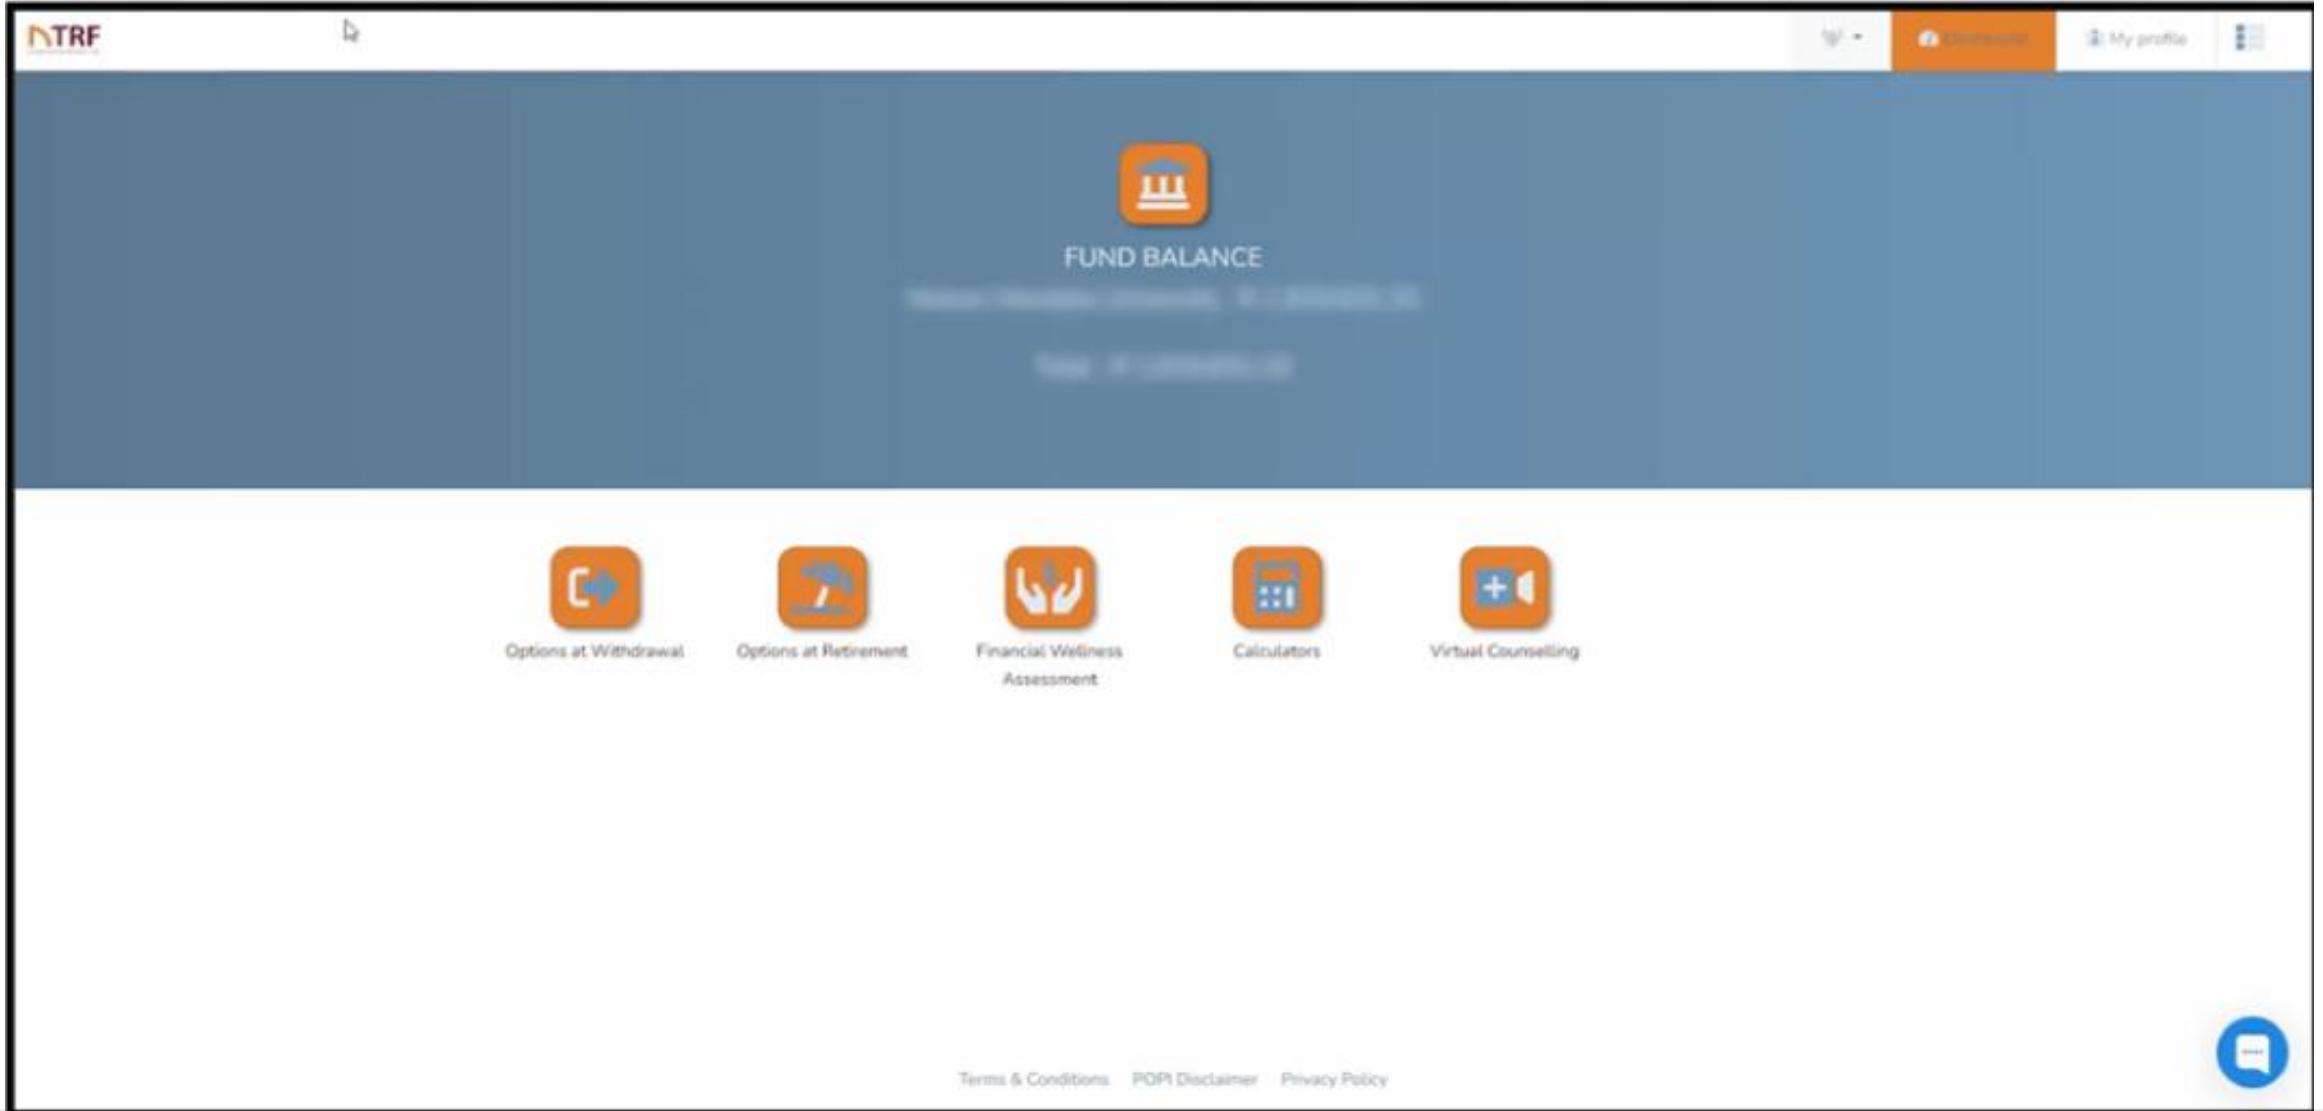 NTRF
My profile
FUND BALANCE
Options at Withdrawal
Options at Retirement
Financial Wellness
Assessment
Calculators
Virtual Counselling
Terms & Conditions POPI Disclaimer Privacy Policy